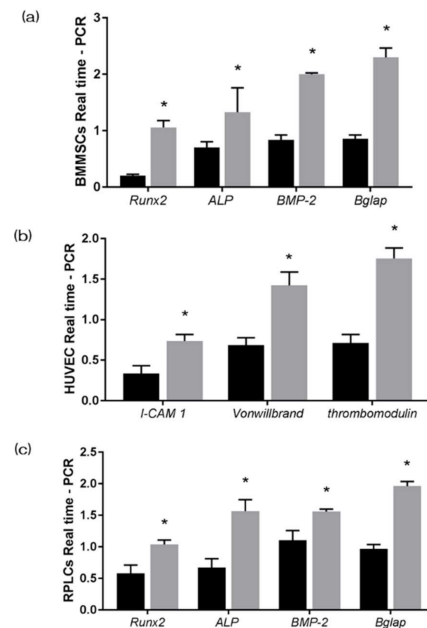 (a)
BMMSCs Real time - PCR
3
2
1
0
*
*
*
*
Runx2 ALP BMP-2 Bglap
(b)
HUVEC Real time - PCR
2.0
1.5
1.0
0.5
0.0
*
*
*
I-CAM 1 Vonwillbrand thrombomodulin
(c)
RPLCs Real time - PCR
2.5
2.0
1.5
1.0
0.5
0.0
*
*
*
*
Runx2 ALP BMP-2 Bglap